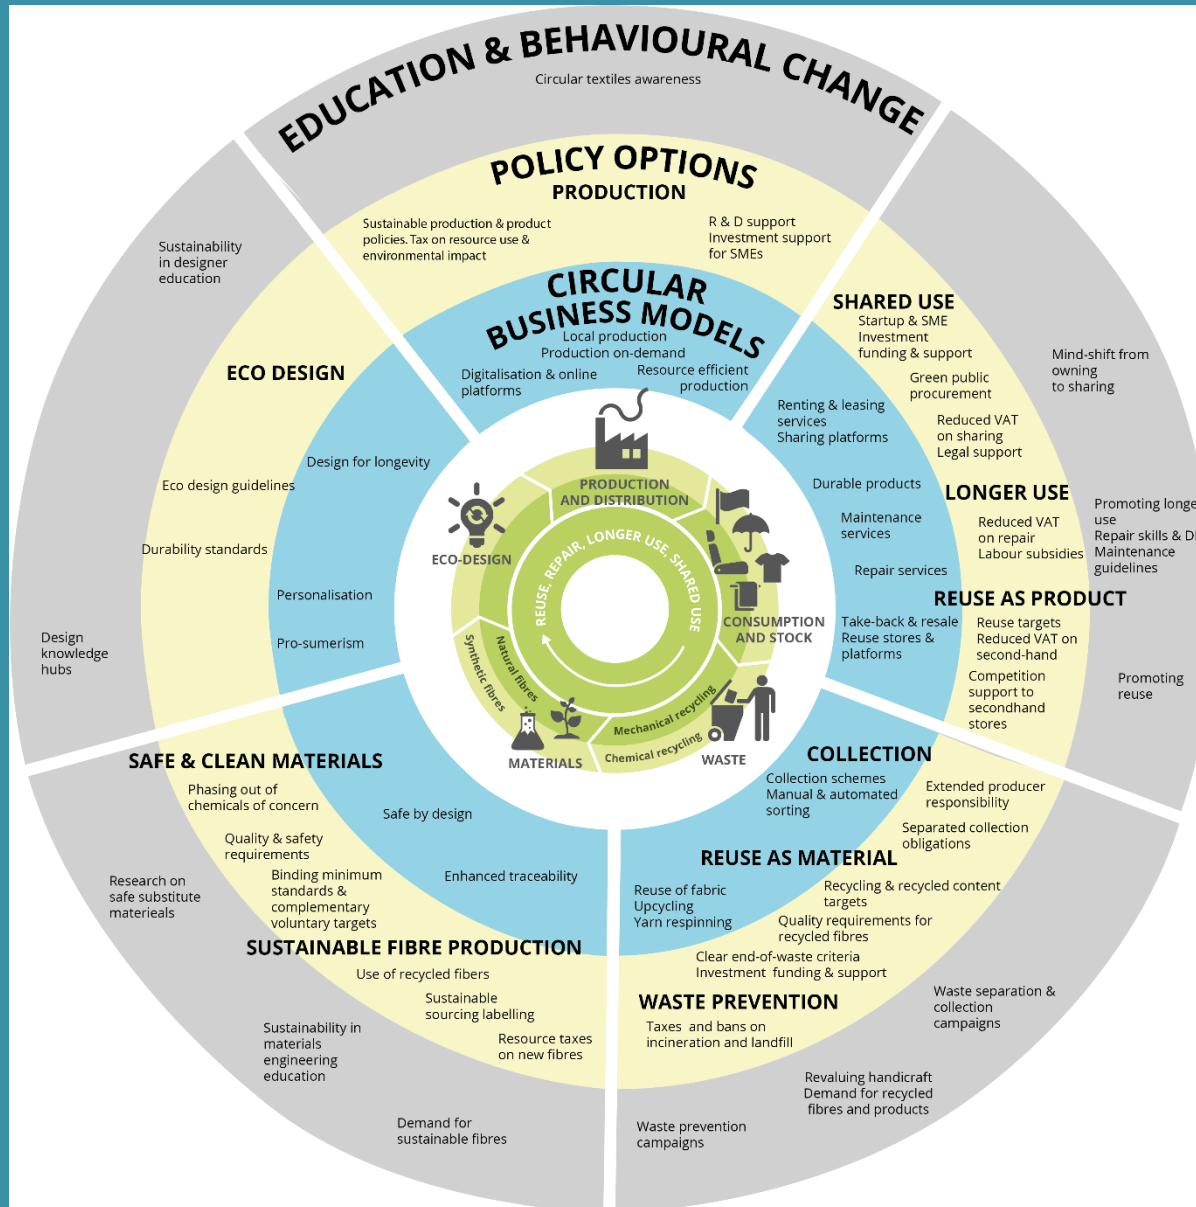 EDUCATION & BEHAVIOURAL CHANGE
Circular textiles awareness
POLICY OPTIONS
PRODUCTION
Sustainable production & product
policies. Tax on resource use &
environmental impact
R & D support
Investment support
for SMEs
CIRCULAR
BUSINESS MODELS
Local production
Production on-demand
Digitalisation & online
platforms
Resource efficient
production
Sustainability
in designer
education
ECO DESIGN
Design for longevity
Eco design guidelines
Durability standards
Personalisation
Pro-sumerism
Design
knowledge
hubs
SHARED USE
Startup & SME
Investment
funding & support
Green public
procurement
Reduced VAT
on sharing
Legal support
Mind-shift from
owning
to sharing
Renting & leasing
services
Sharing platforms
Durable products
LONGER USE
Maintenance
services
Reduced VAT
on repair
Labour subsidies
Promoting longe
use
Repair skills & D
Maintenance
guidelines
Repair services
REUSE AS PRODUCT
Take-back & resale
Reuse stores &
platforms
Reuse targets
Reduced VAT on
second-hand
Competition
support to
secondhand
stores
Promoting
reuse
PRODUCTION
AND DISTRIBUTION
ECO-DESIGN
REUSE, REPAIR, LONGER USE, SHARED USE
CONSUMPTION
AND STOCK
Synthetic fibres
Natural fibres
Mechanical recycling
Chemical recycling
MATERIALS
WASTE
SAFE & CLEAN MATERIALS
Phasing out of
chemicals of concern
Safe by design
Quality & safety
requirements
Binding minimum
standards &
complementary
voluntary targets
Enhanced traceability
Research on
safe substitute
materieals
SUSTAINABLE FIBRE PRODUCTION
Use of recycled fibers
Sustainable
sourcing labelling
Resource taxes
on new fibres
Sustainability in
materials
engineering
education
Demand for
sustainable fibres
COLLECTION
Collection schemes
Manual & automated
sorting
Extended producer
responsibility
Separated collection
obligations
REUSE AS MATERIAL
Reuse of fabric
Upcycling
Yarn respinning
Recycling & recycled content
targets
Quality requirements for
recycled fibres
Clear end-of-waste criteria
Investment funding & support
WASTE PREVENTION
Taxes and bans on
incineration and landfill
Waste separation &
collection
campaigns
Revaluing handicraft
Demand for recycled
fibres and products
Waste prevention
campaigns